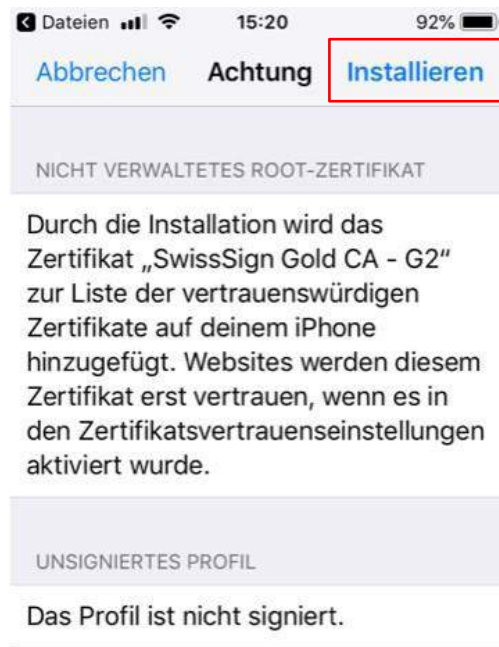 Dateien 15:20 92%
Abbrechen Achtung Installieren
NICHT VERWALTETES ROOT-ZERTIFIKAT
Durch die Installation wird das
Zertifikat „SwissSign Gold CA - G2“
zur Liste der vertrauenswürdigen
Zertifikate auf deinem iPhone
hinzugefügt. Websites werden diesem
Zertifikat erst vertrauen, wenn es in
den Zertifikatsvertrauenseinstellungen
aktiviert wurde.
UNSIGNIERTES PROFIL
Das Profil ist nicht signiert.